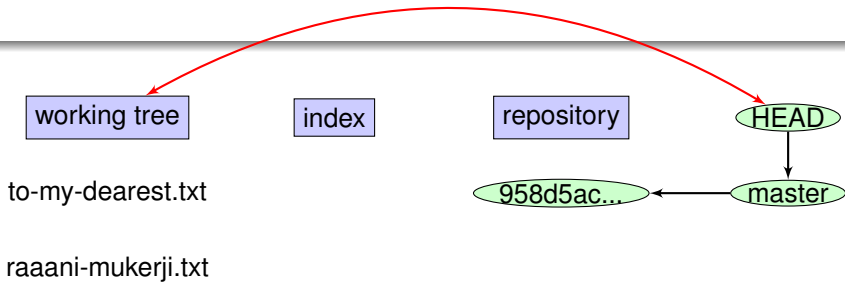 working tree index repository HEAD
to-my-dearest.txt 958d5ac... master
raaani-mukerji.txt